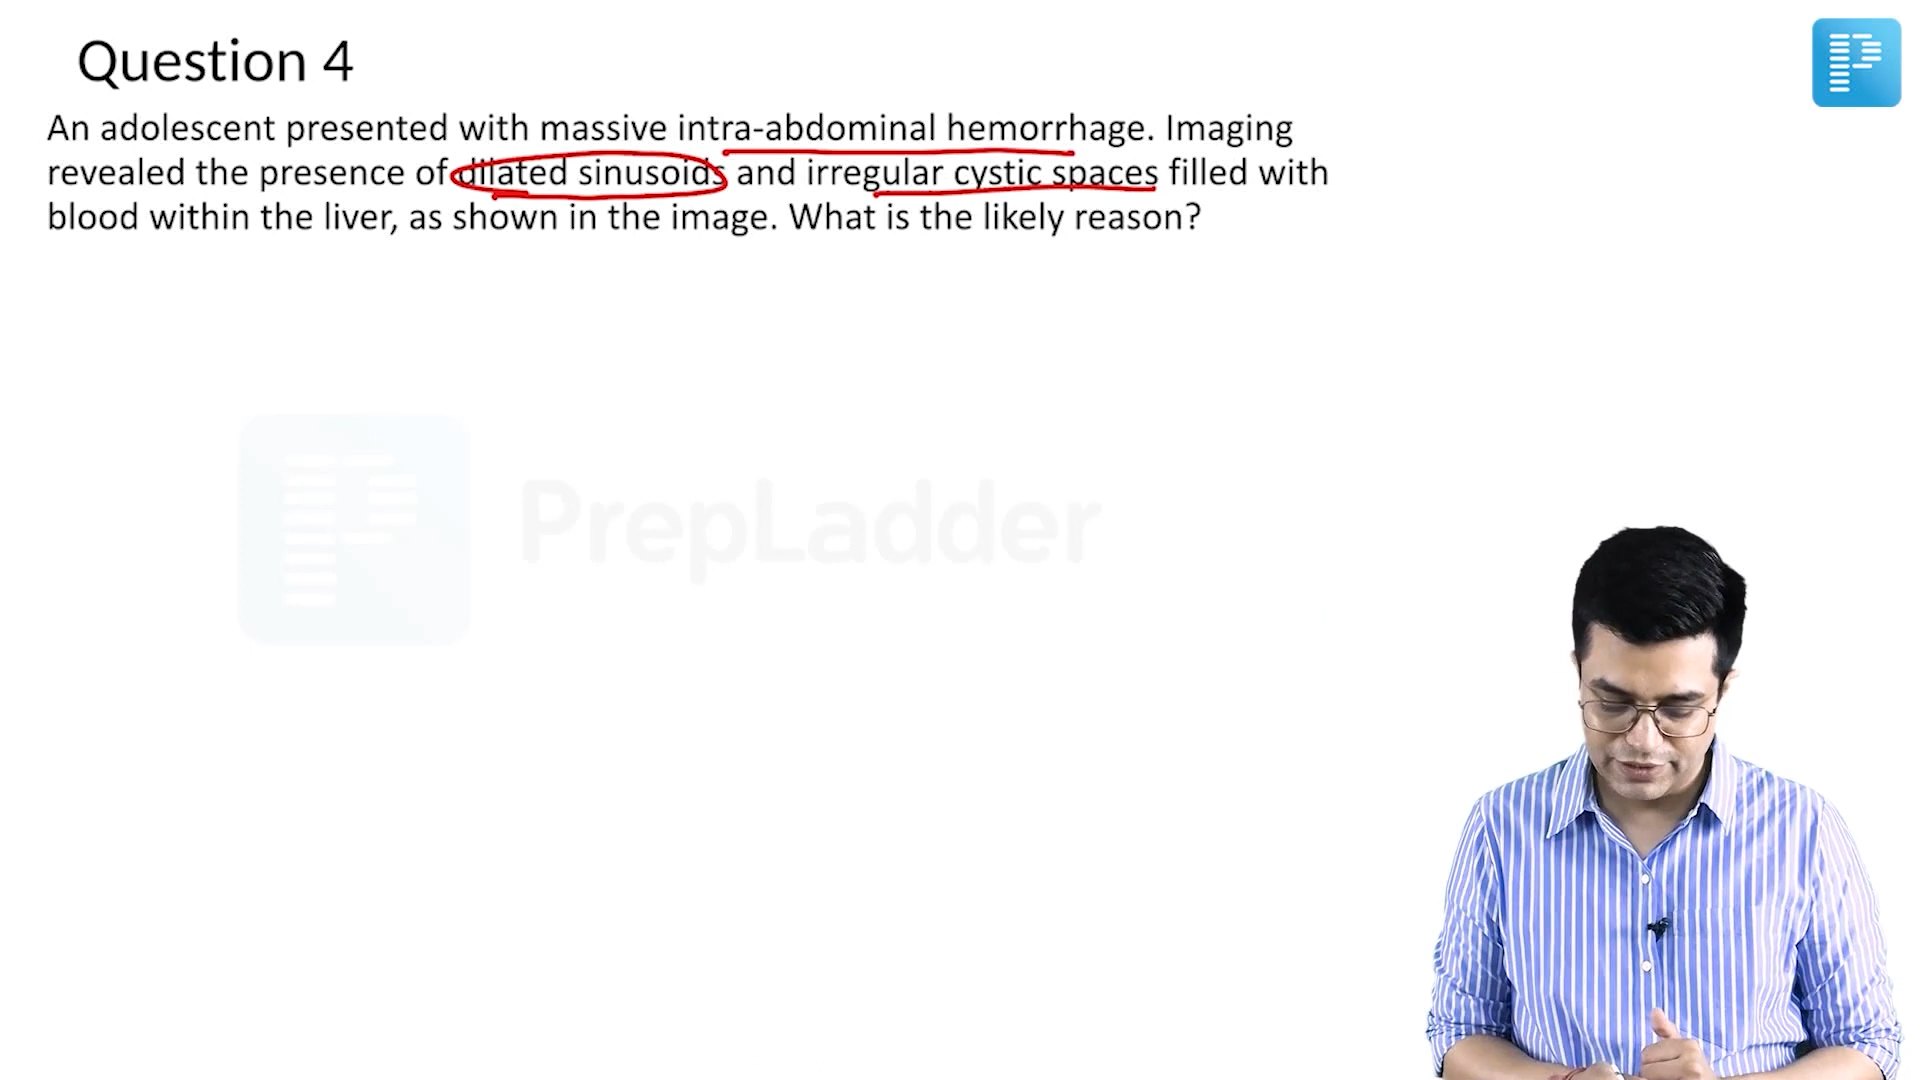 Question 4
An adolescent presented with massive intra-abdominal hemorrhage. Imaging
revealed the presence of dilated sinusoids and irregular cystic spaces filled with
blood within the liver, as shown in the image. What is the likely reason?
PrepLadder